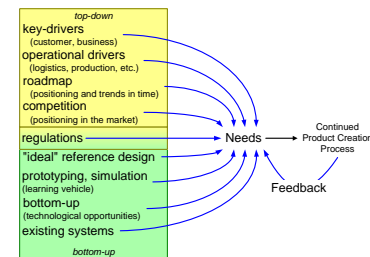 top-down
key-drivers
(customer, business)
operational drivers
(logistics, production, etc.)
roadmap
(positioning and trends in time)
competition
(positioning in the market)
regulations
"ideal" reference design
prototyping, simulation
(learning vehicle)
bottom-up
(technological opportunities)
existing systems
bottom-up
Needs
Continued
Product Creation
Process
Feedback